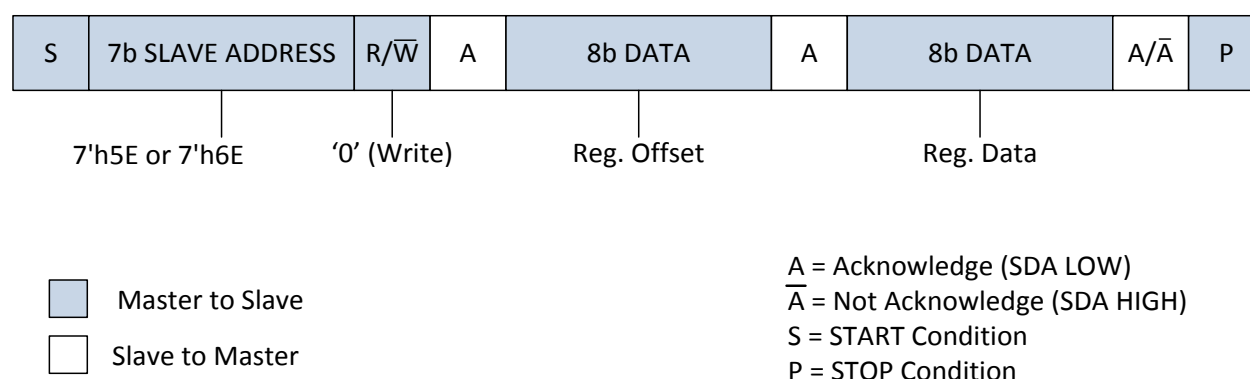 S 7b SLAVE ADDRESS R/W̅ A 8b DATA A 8b DATA A/A̅ P
7'h5E or 7'h6E ‘0’ (Write) Reg. Offset Reg. Data
A = Acknowledge (SDA LOW)
Master to Slave A̅ = Not Acknowledge (SDA HIGH)
S = START Condition
Slave to Master P = STOP Condition